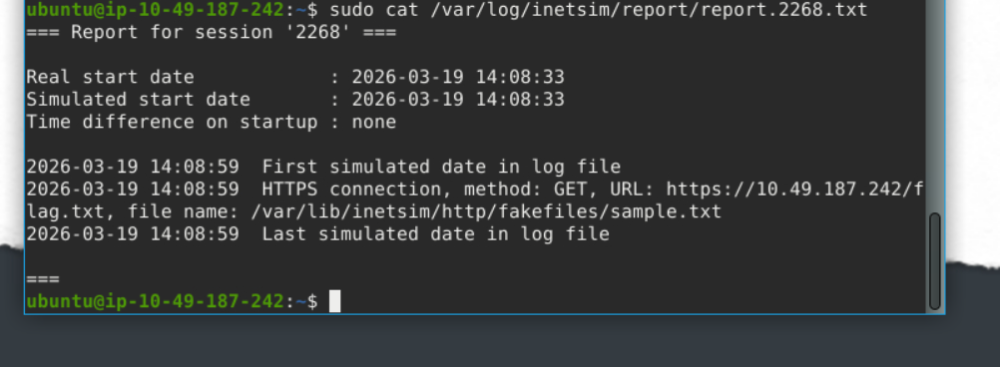 ubuntu@ip-10-49-187-242:~$ sudo cat /var/log/inetsim/report/report.2268.txt
=== Report for session '2268' ===
Real start date            : 2026-03-19 14:08:33
Simulated start date       : 2026-03-19 14:08:33
Time difference on startup : none
2026-03-19 14:08:59  First simulated date in log file
2026-03-19 14:08:59  HTTPS connection, method: GET, URL: https://10.49.187.242/f
lag.txt, file name: /var/lib/inetsim/http/fakefiles/sample.txt
2026-03-19 14:08:59  Last simulated date in log file
===
ubuntu@ip-10-49-187-242:~$